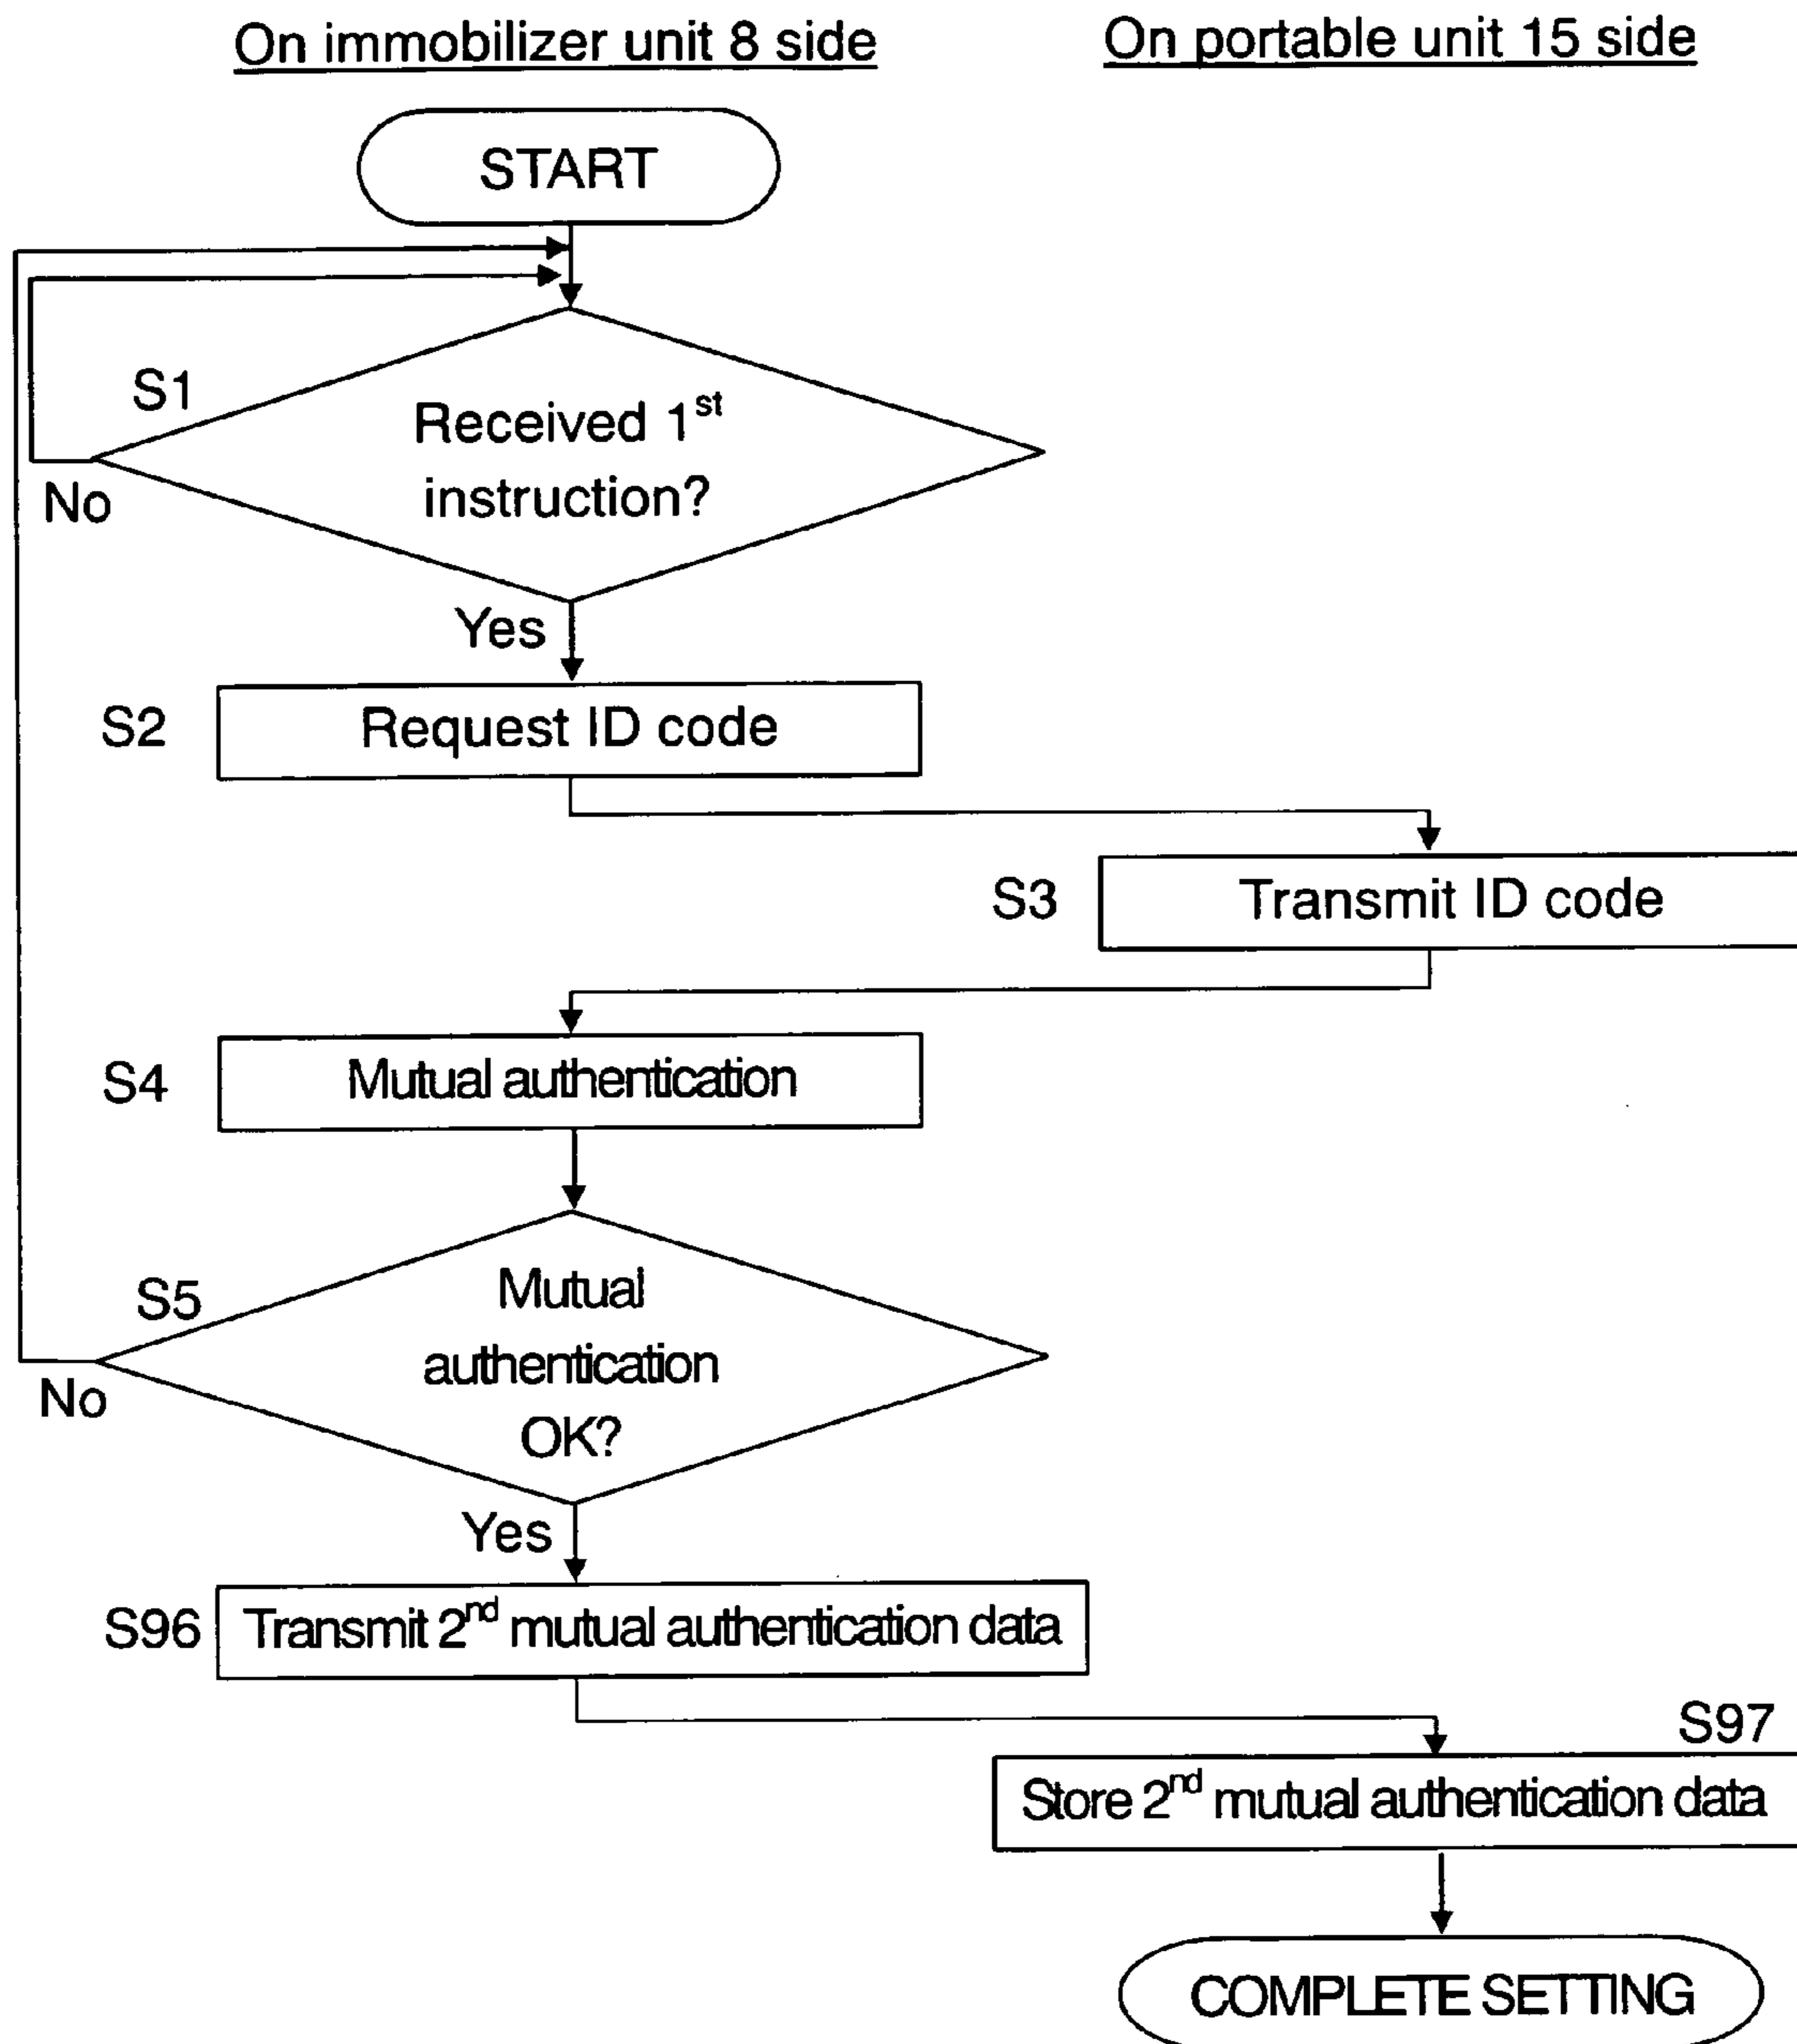 On immobilizer unit 8 side
On portable unit 15 side
START
S1
Received 1st
instruction?
No
Yes
S2
Request ID code
S3
Transmit ID code
S4
Mutual authentication
S5
Mutual
authentication
OK?
No
Yes
S96
Transmit 2nd mutual authentication data
S97
Store 2nd mutual authentication data
COMPLETE SETTING